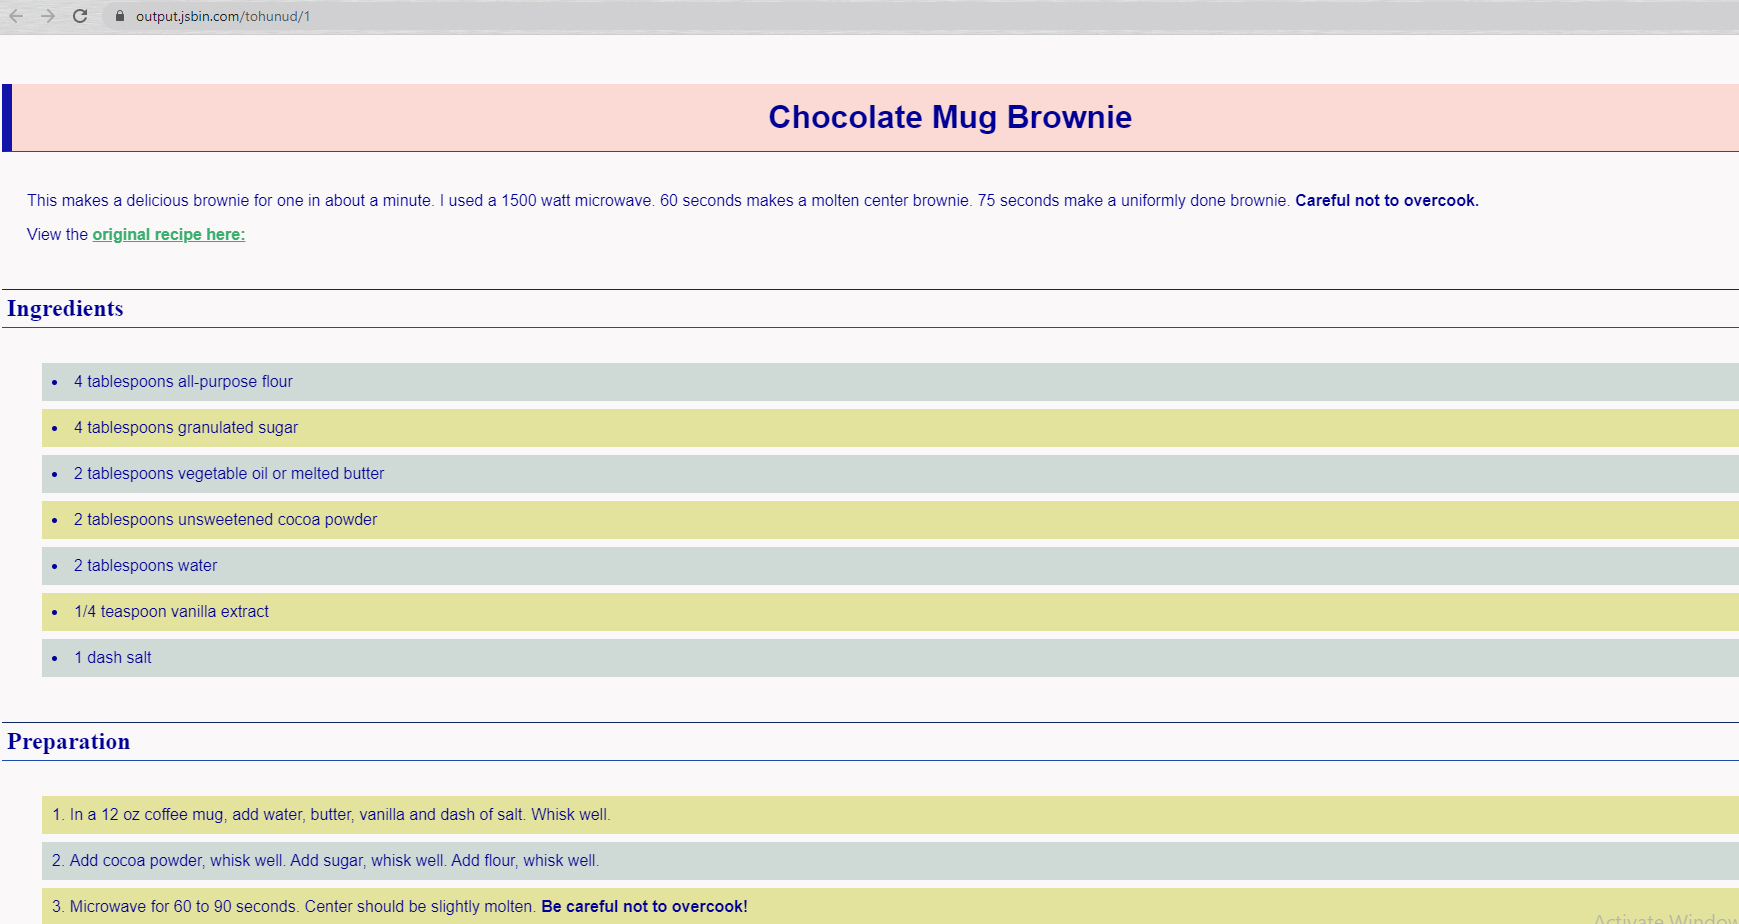 output.jsbin.com/tohunud/1
Chocolate Mug Brownie
This makes a delicious brownie for one in about a minute. I used a 1500 watt microwave. 60 seconds makes a molten center brownie. 75 seconds make a uniformly done brownie. Careful not to overcook.
View the original recipe here:
Ingredients
• 4 tablespoons all-purpose flour
• 4 tablespoons granulated sugar
• 2 tablespoons vegetable oil or melted butter
• 2 tablespoons unsweetened cocoa powder
• 2 tablespoons water
• 1/4 teaspoon vanilla extract
• 1 dash salt
Preparation
1. In a 12 oz coffee mug, add water, butter, vanilla and dash of salt. Whisk well.
2. Add cocoa powder, whisk well. Add sugar, whisk well. Add flour, whisk well.
3. Microwave for 60 to 90 seconds. Center should be slightly molten. Be careful not to overcook!
Activate Window